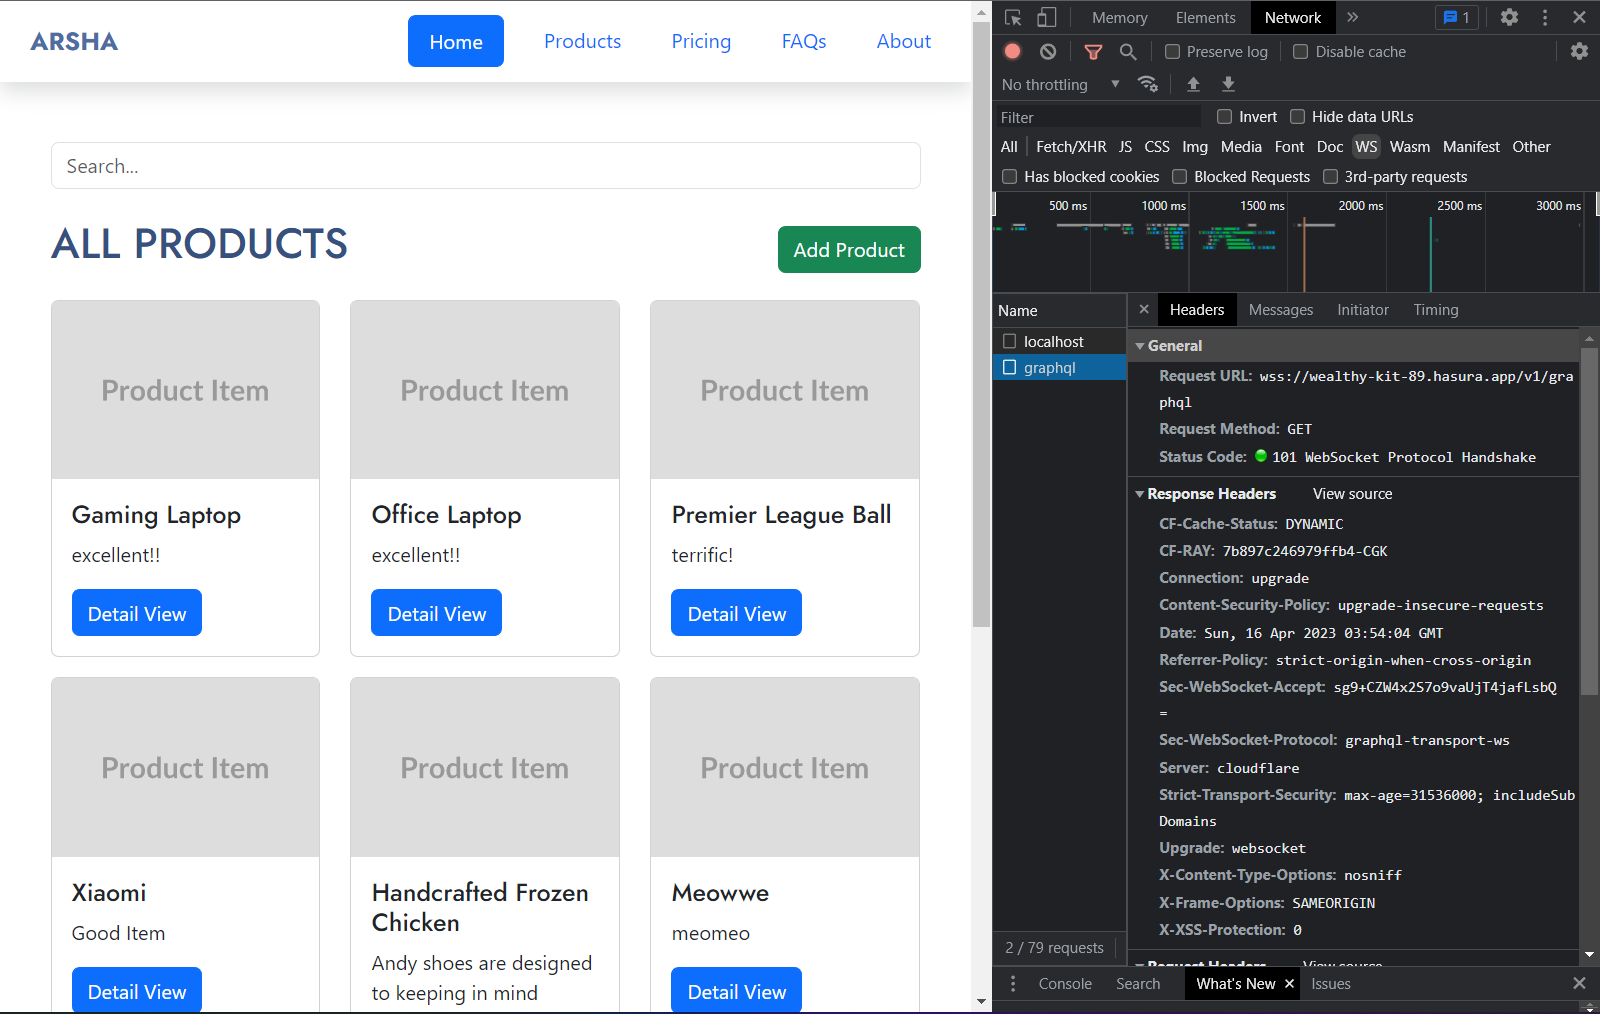 ARSHA
Home Products Pricing FAQs About
Search...
ALL PRODUCTS
Add Product
Product Item Product Item Product Item
Gaming Laptop Office Laptop Premier League Ball
excellent!! excellent!! terrific!
Detail View Detail View Detail View
Product Item Product Item Product Item
Xiaomi Handcrafted Frozen Meowwe
Chicken
Good Item meomeo
Andy shoes are designed
to keeping in mind
Detail View Detail View
Memory Elements Network 1
Preserve log Disable cache
No throttling
Filter Invert Hide data URLs
All Fetch/XHR JS CSS Img Media Font Doc WS Wasm Manifest Other
Has blocked cookies Blocked Requests 3rd-party requests
500 ms 1000 ms 1500 ms 2000 ms 2500 ms 3000 ms
Name Headers Messages Initiator Timing
localhost
graphql
General
Request URL: wss://wealthy-kit-89.hasura.app/v1/gra
phql
Request Method: GET
Status Code: 101 WebSocket Protocol Handshake
Response Headers View source
CF-Cache-Status: DYNAMIC
CF-RAY: 7b897c246979ffb4-CGK
Connection: upgrade
Content-Security-Policy: upgrade-insecure-requests
Date: Sun, 16 Apr 2023 03:54:04 GMT
Referrer-Policy: strict-origin-when-cross-origin
Sec-WebSocket-Accept: sg9+CZW4x2S7o9vaUjT4jafLsbQ
=
Sec-WebSocket-Protocol: graphql-transport-ws
Server: cloudflare
Strict-Transport-Security: max-age=31536000; includeSub
Domains
Upgrade: websocket
X-Content-Type-Options: nosniff
X-Frame-Options: SAMEORIGIN
X-XSS-Protection: 0
Request Headers View source
2 / 79 requests
Console Search What's New Issues